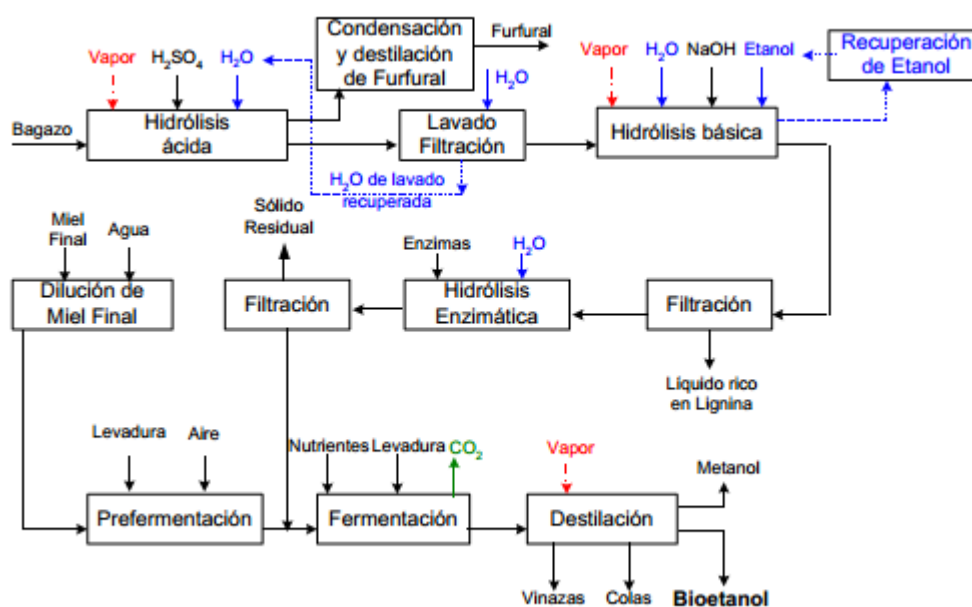 Condensación
y destilación
de Furfural
Furfural
Vapor
H₂SO₄
H₂O
H₂O
Vapor
H₂O
NaOH
Etanol
Recuperación
de Etanol
Bagazo
Hidrólisis
ácida
Lavado
Filtración
Hidrólisis básica
H₂O de lavado
recuperada
Miel
Final
Agua
Sólido
Residual
Enzimas
H₂O
Dilución de
Miel Final
Filtración
Hidrólisis
Enzimática
Filtración
Líquido rico
en Lignina
Levadura
Aire
Nutrientes
Levadura
CO₂
Vapor
Metanol
Prefermentación
Fermentación
Destilación
Vinazas
Colas
Bioetanol